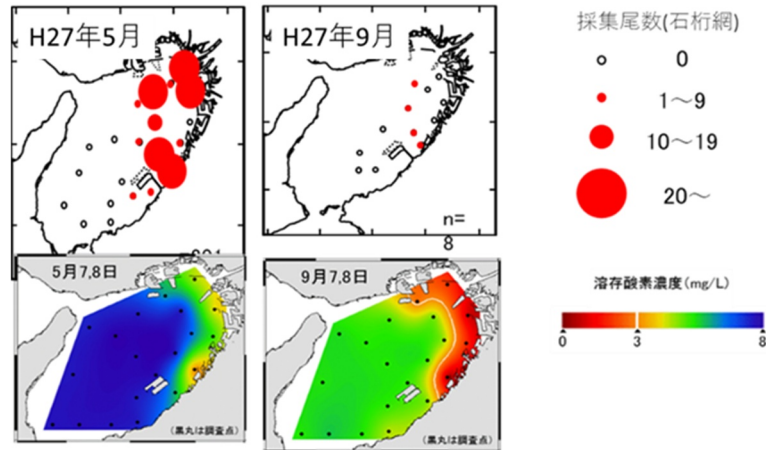 H27年5月
H27年9月
n=
8
採集尾数(石桁網)
0
1～9
10～19
20～
5月7,8日
(黒丸は調査点)
9月7,8日
(黒丸は調査点)
溶存酸素濃度(mg/L)
0 3 8